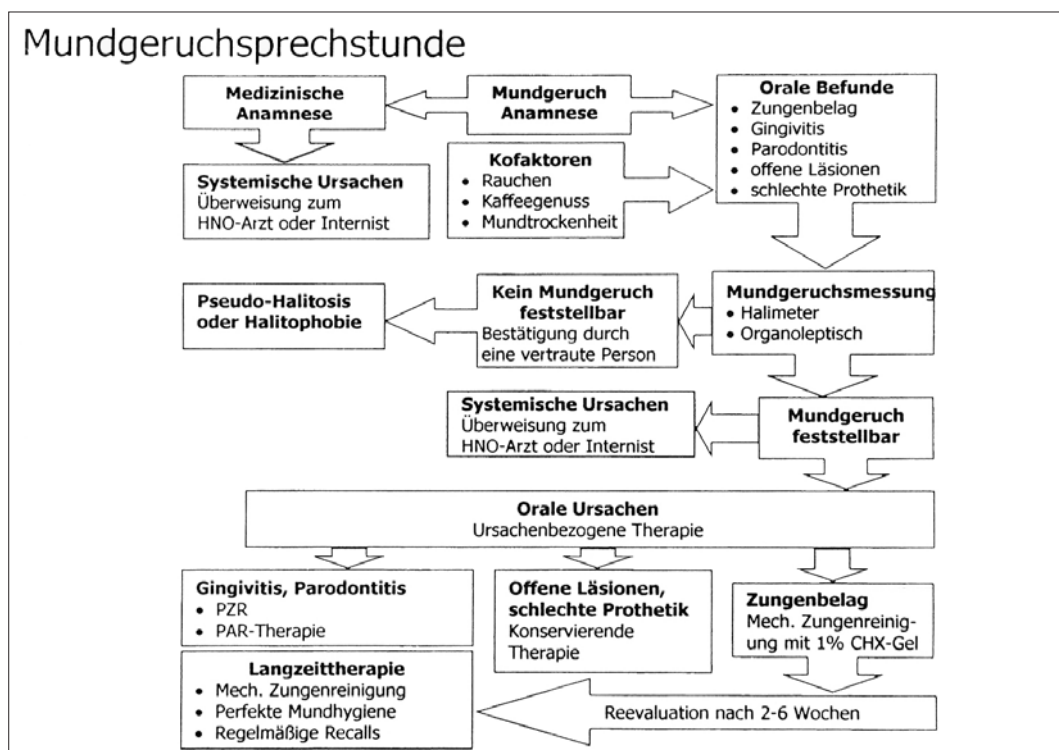 Mundgeruchsprechstunde
Medizinische
Anamnese
Mundgeruch
Anamnese
Orale Befunde
• Zungenbelag
• Gingivitis
• Parodontitis
• offene Läsionen
• schlechte Prothetik
Systemische Ursachen
Überweisung zum
HNO-Arzt oder Internist
Kofaktoren
• Rauchen
• Kaffeegenuss
• Mundtrockenheit
Pseudo-Halitosis
oder Halitophobie
Kein Mundgeruch
feststellbar
Bestätigung durch
eine vertraute Person
Mundgeruchsmessung
• Halimeter
• Organoleptisch
Systemische Ursachen
Überweisung zum
HNO-Arzt oder Internist
Mundgeruch
feststellbar
Orale Ursachen
Ursachenbezogene Therapie
Gingivitis, Parodontitis
• PZR
• PAR-Therapie
Offene Läsionen,
schlechte Prothetik
Konservierende
Therapie
Zungenbelag
Mech. Zungenreinig-
ung mit 1% CHX-Gel
Langzeittherapie
• Mech. Zungenreinigung
• Perfekte Mundhygiene
• Regelmäßige Recalls
Reevaluation nach 2-6 Wochen